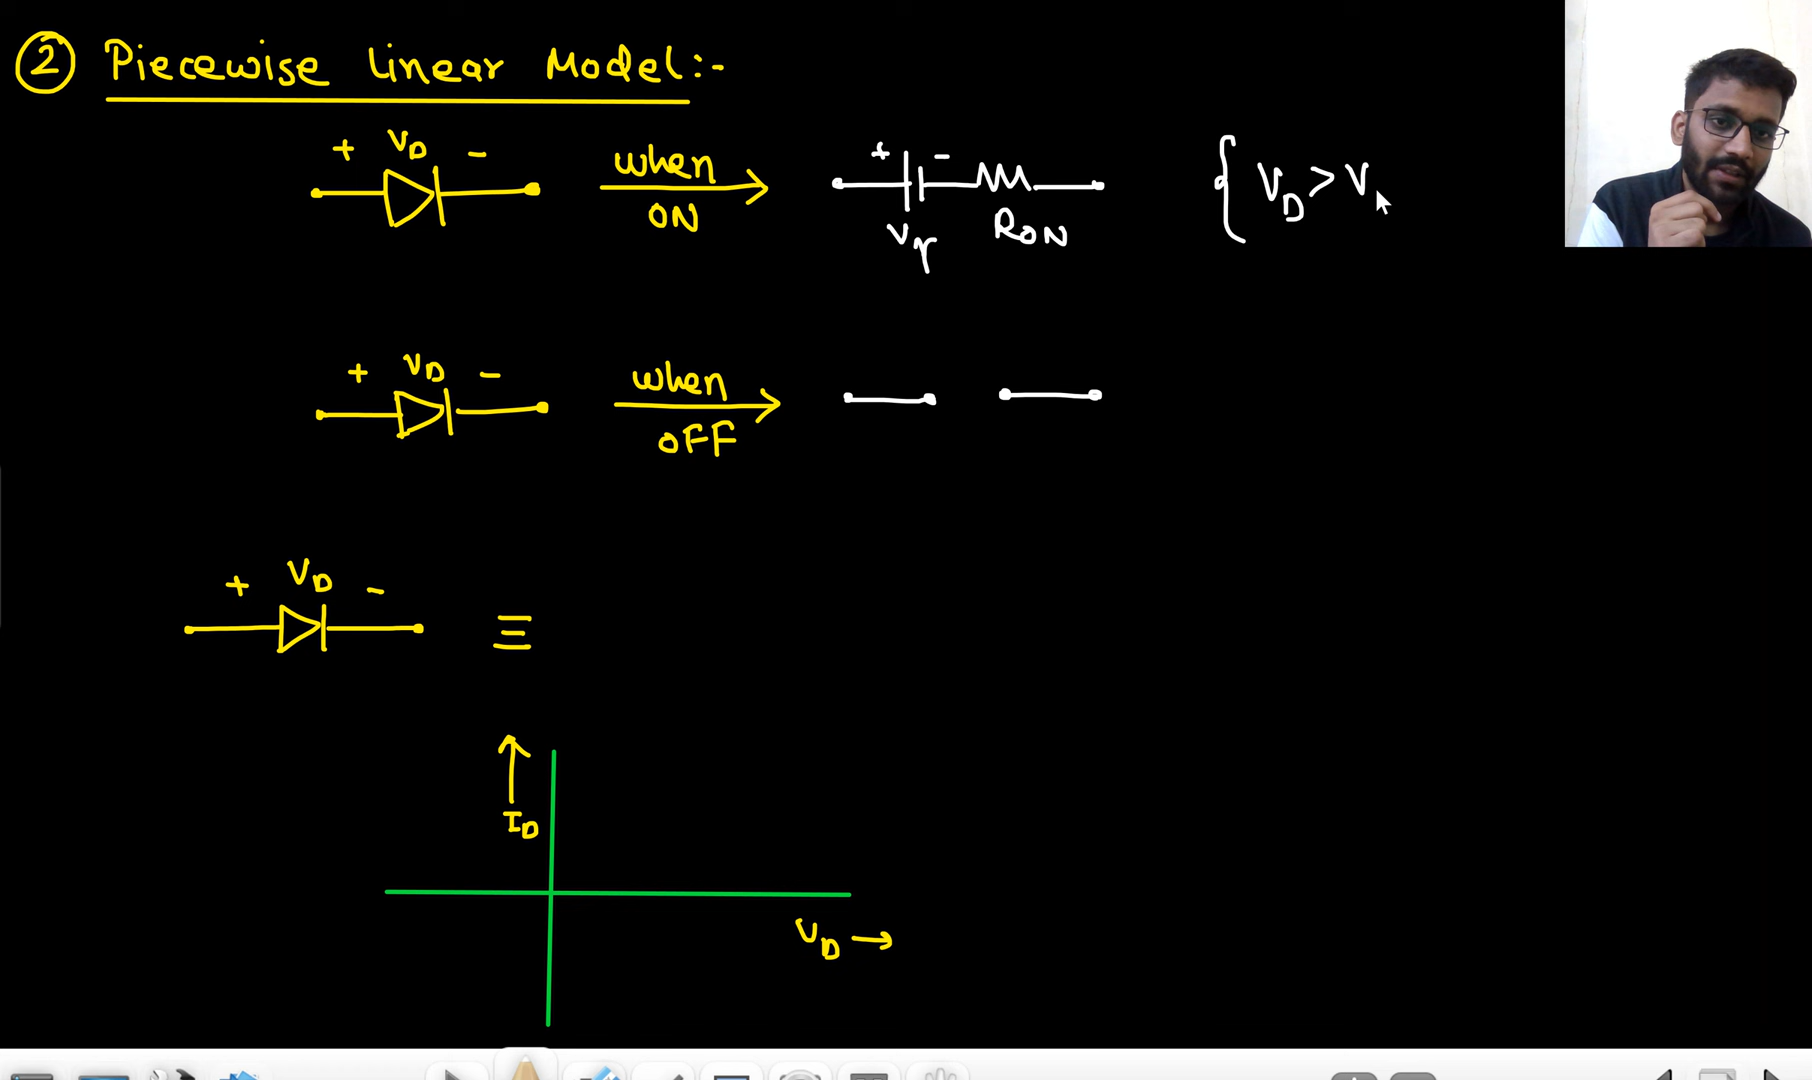 ② Piecewise Linear Model:-
+ VD -
when
ON
+ -
Vγ RON
{ VD > V
+ VD -
when
OFF
+ VD -
≡
ID
VD →